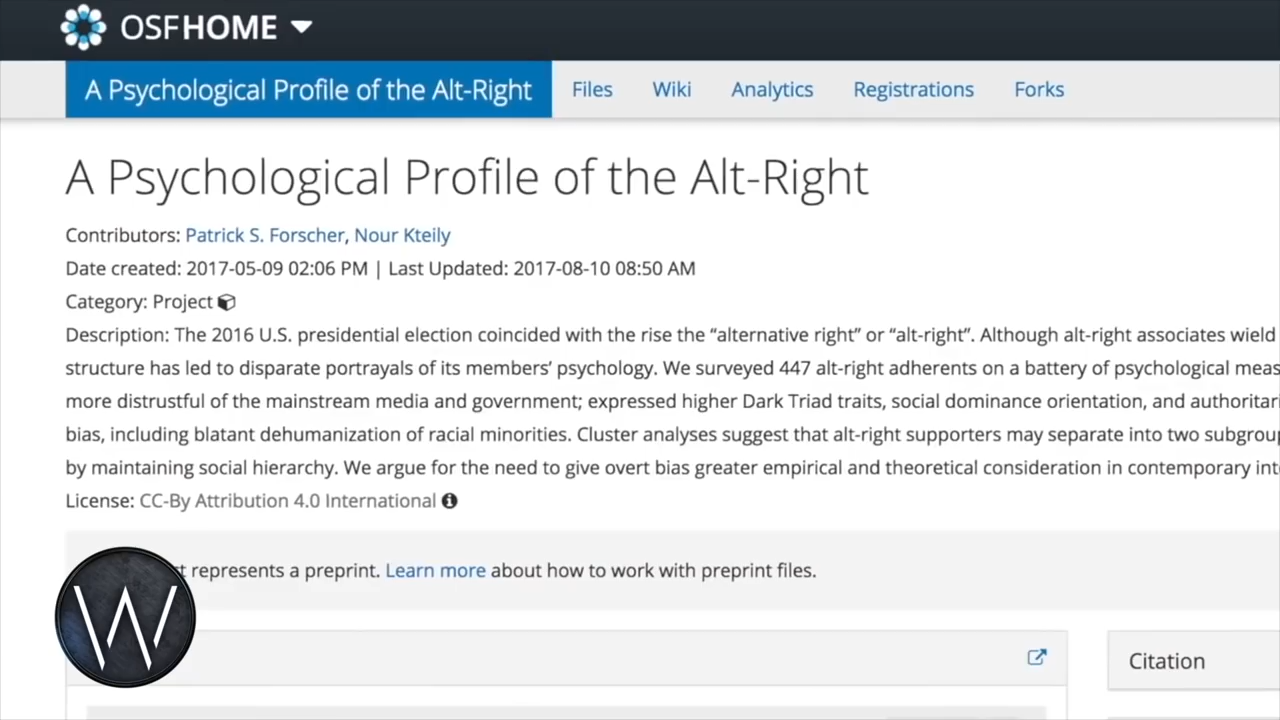 OSFHOME
A Psychological Profile of the Alt-Right Files Wiki Analytics Registrations Forks
A Psychological Profile of the Alt-Right
Contributors: Patrick S. Forscher, Nour Kteily
Date created: 2017-05-09 02:06 PM | Last Updated: 2017-08-10 08:50 AM
Category: Project
Description: The 2016 U.S. presidential election coincided with the rise the “alternative right” or “alt-right”. Although alt-right associates wield
structure has led to disparate portrayals of its members’ psychology. We surveyed 447 alt-right adherents on a battery of psychological
more distrustful of the mainstream media and government; expressed higher Dark Triad traits, social dominance orientation, and
bias, including blatant dehumanization of racial minorities. Cluster analyses suggest that alt-right supporters may separate into two
by maintaining social hierarchy. We argue for the need to give overt bias greater empirical and theoretical consideration in contemporary
License: CC-By Attribution 4.0 International
represents a preprint. Learn more about how to work with preprint files.
W
Citation